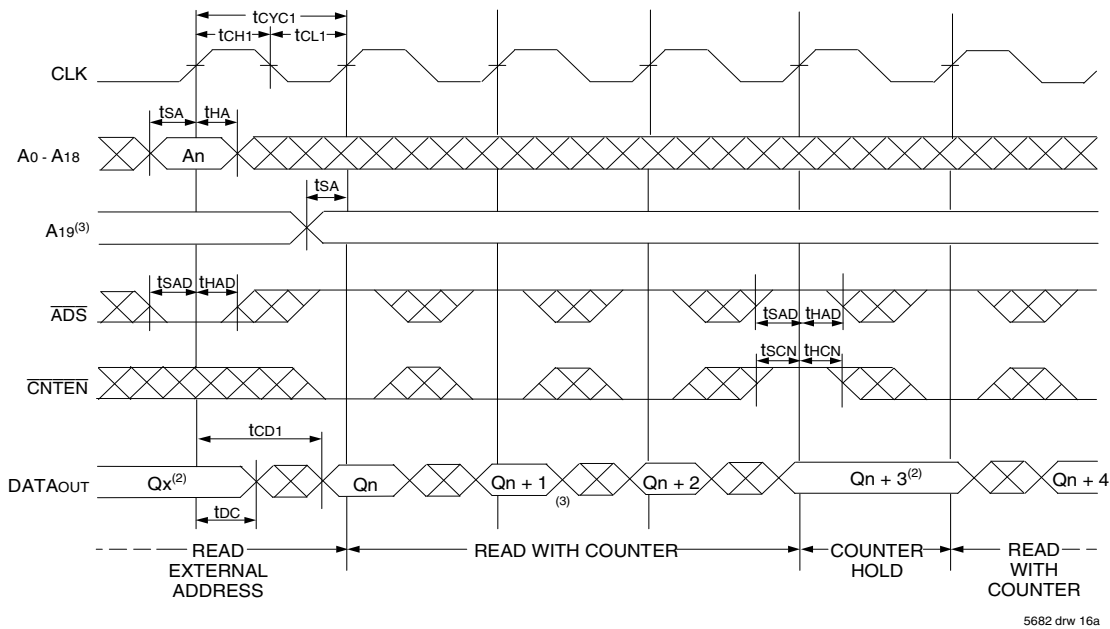 tCYC1
tCH1 tCL1
CLK
tSA tHA
A0 - A18 An
tSA
A19(3)
tSAD tHAD
ADS
tSAD tHAD
tSCN tHCN
CNTEN
tCD1
DATAOUT Qx(2) Qn Qn + 1 (3) Qn + 2 Qn + 3(2) Qn + 4
tDC
READ EXTERNAL ADDRESS
READ WITH COUNTER
COUNTER HOLD
READ WITH COUNTER
5682 drw 16a